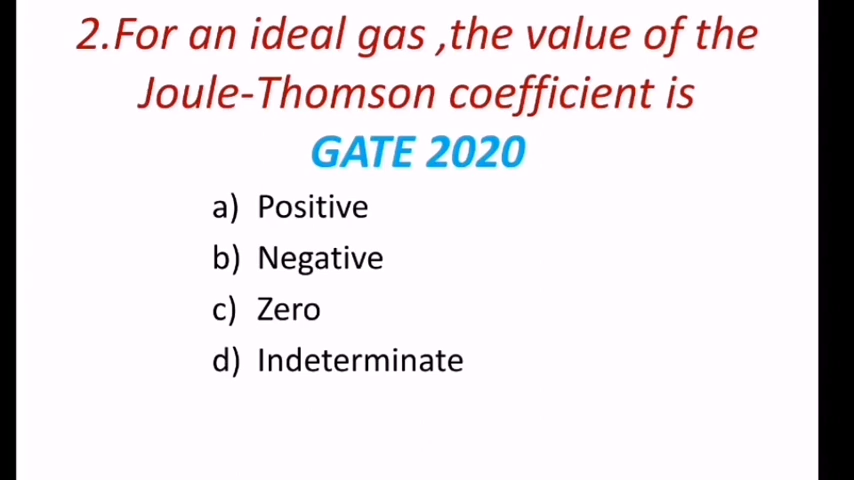 2.For an ideal gas ,the value of the
Joule-Thomson coefficient is
GATE 2020
a) Positive
b) Negative
c) Zero
d) Indeterminate